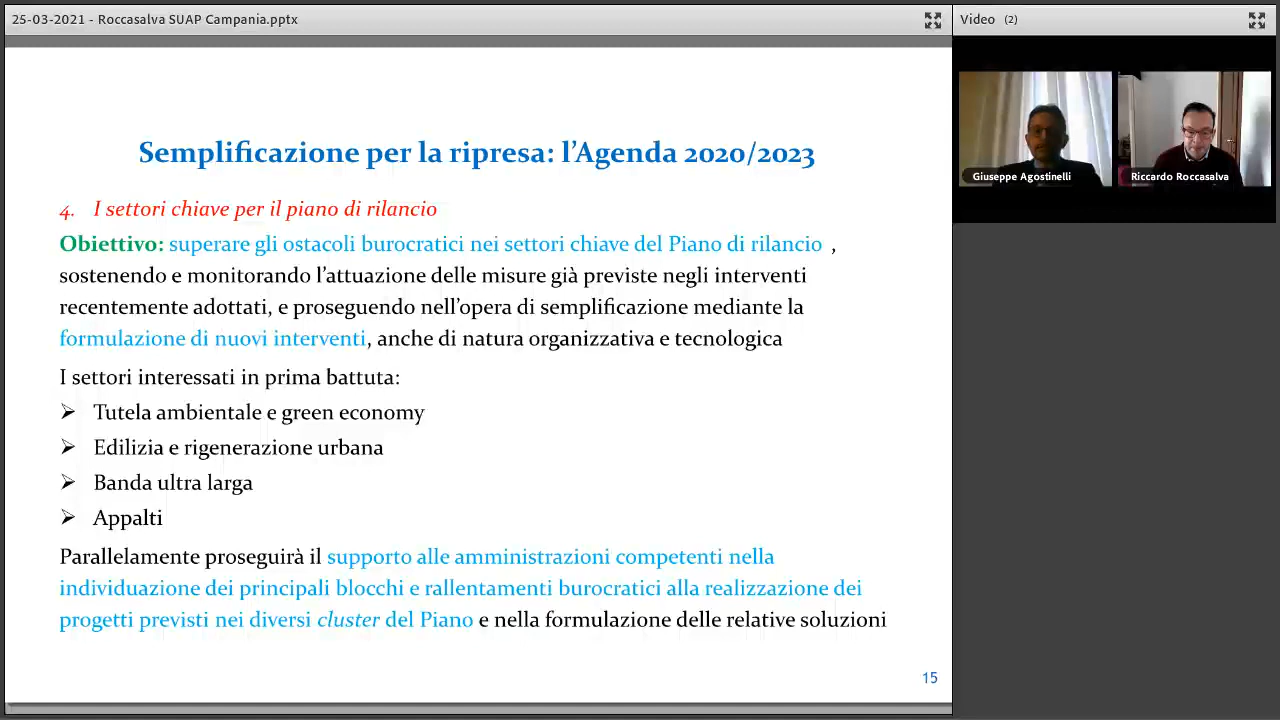 25-03-2021 - Roccasalva SUAP Campania.pptx
Video (2)
Giuseppe Agostinelli
Riccardo Roccasalva
Semplificazione per la ripresa: l’Agenda 2020/2023
4. I settori chiave per il piano di rilancio
Obiettivo: superare gli ostacoli burocratici nei settori chiave del Piano di rilancio ,
sostenendo e monitorando l’attuazione delle misure già previste negli interventi
recentemente adottati, e proseguendo nell’opera di semplificazione mediante la
formulazione di nuovi interventi, anche di natura organizzativa e tecnologica
I settori interessati in prima battuta:
➢ Tutela ambientale e green economy
➢ Edilizia e rigenerazione urbana
➢ Banda ultra larga
➢ Appalti
Parallelamente proseguirà il supporto alle amministrazioni competenti nella
individuazione dei principali blocchi e rallentamenti burocratici alla realizzazione dei
progetti previsti nei diversi cluster del Piano e nella formulazione delle relative soluzioni
15